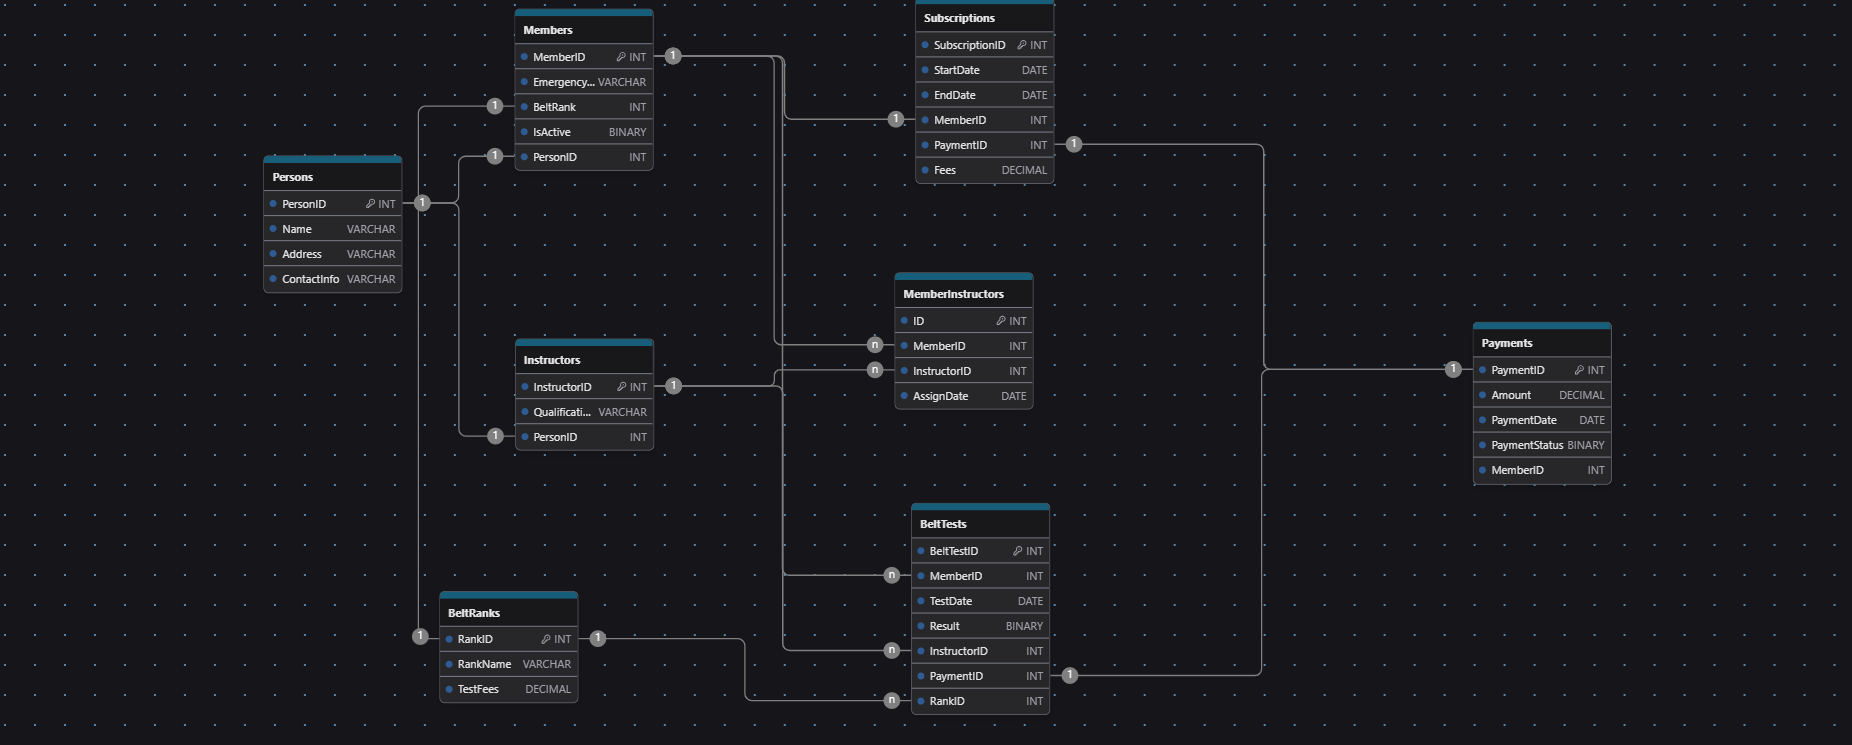 Members
MemberID INT
Emergency... VARCHAR
BeltRank INT
IsActive BINARY
PersonID INT
1
1
1
Subscriptions
SubscriptionID INT
StartDate DATE
EndDate DATE
MemberID INT
PaymentID INT
Fees DECIMAL
1
1
Persons
PersonID INT
Name VARCHAR
Address VARCHAR
ContactInfo VARCHAR
1
MemberInstructors
ID INT
MemberID INT
InstructorID INT
AssignDate DATE
n
n
Instructors
InstructorID INT
Qualificati... VARCHAR
PersonID INT
1
1
Payments
PaymentID INT
Amount DECIMAL
PaymentDate DATE
PaymentStatus BINARY
MemberID INT
1
BeltTests
BeltTestID INT
MemberID INT
TestDate DATE
Result BINARY
InstructorID INT
PaymentID INT
RankID INT
n
n
n
1
BeltRanks
RankID INT
RankName VARCHAR
TestFees DECIMAL
1
1